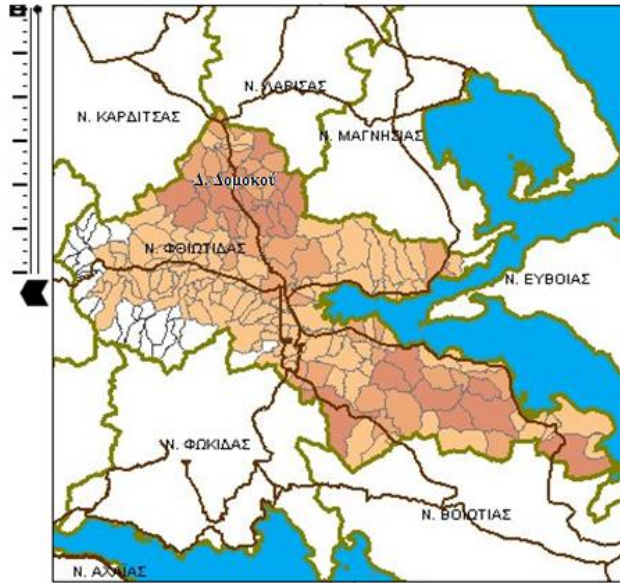 Ν. ΛΑΡΙΣΑΣ
Ν. ΚΑΡΔΙΤΣΑΣ
Ν. ΜΑΓΝΗΣΙΑΣ
Δ. Δομοκού
Ν. ΦΘΙΩΤΙΔΑΣ
Ν. ΕΥΒΟΙΑΣ
Ν. ΦΩΚΙΔΑΣ
Ν. ΒΟΙΩΤΙΑΣ
Ν. ΑΧΑΪΑΣ